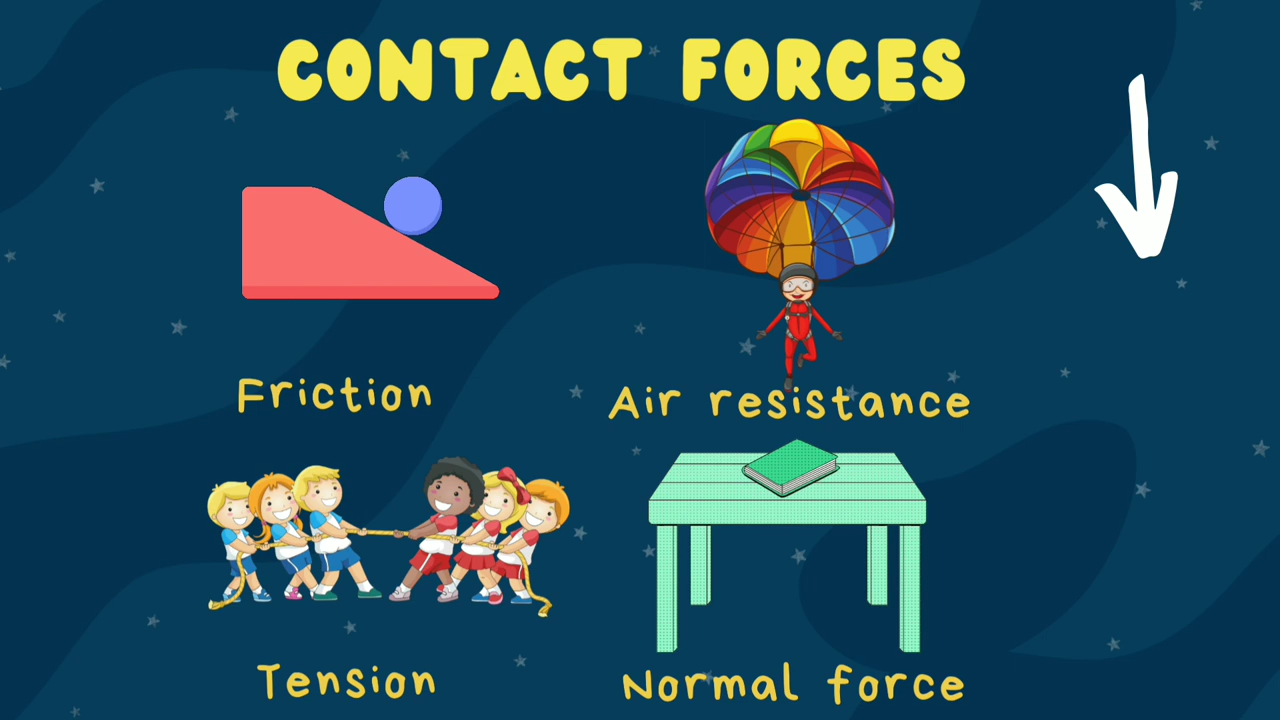 CONTACT FORCES
Friction
Air resistance
Tension
Normal force